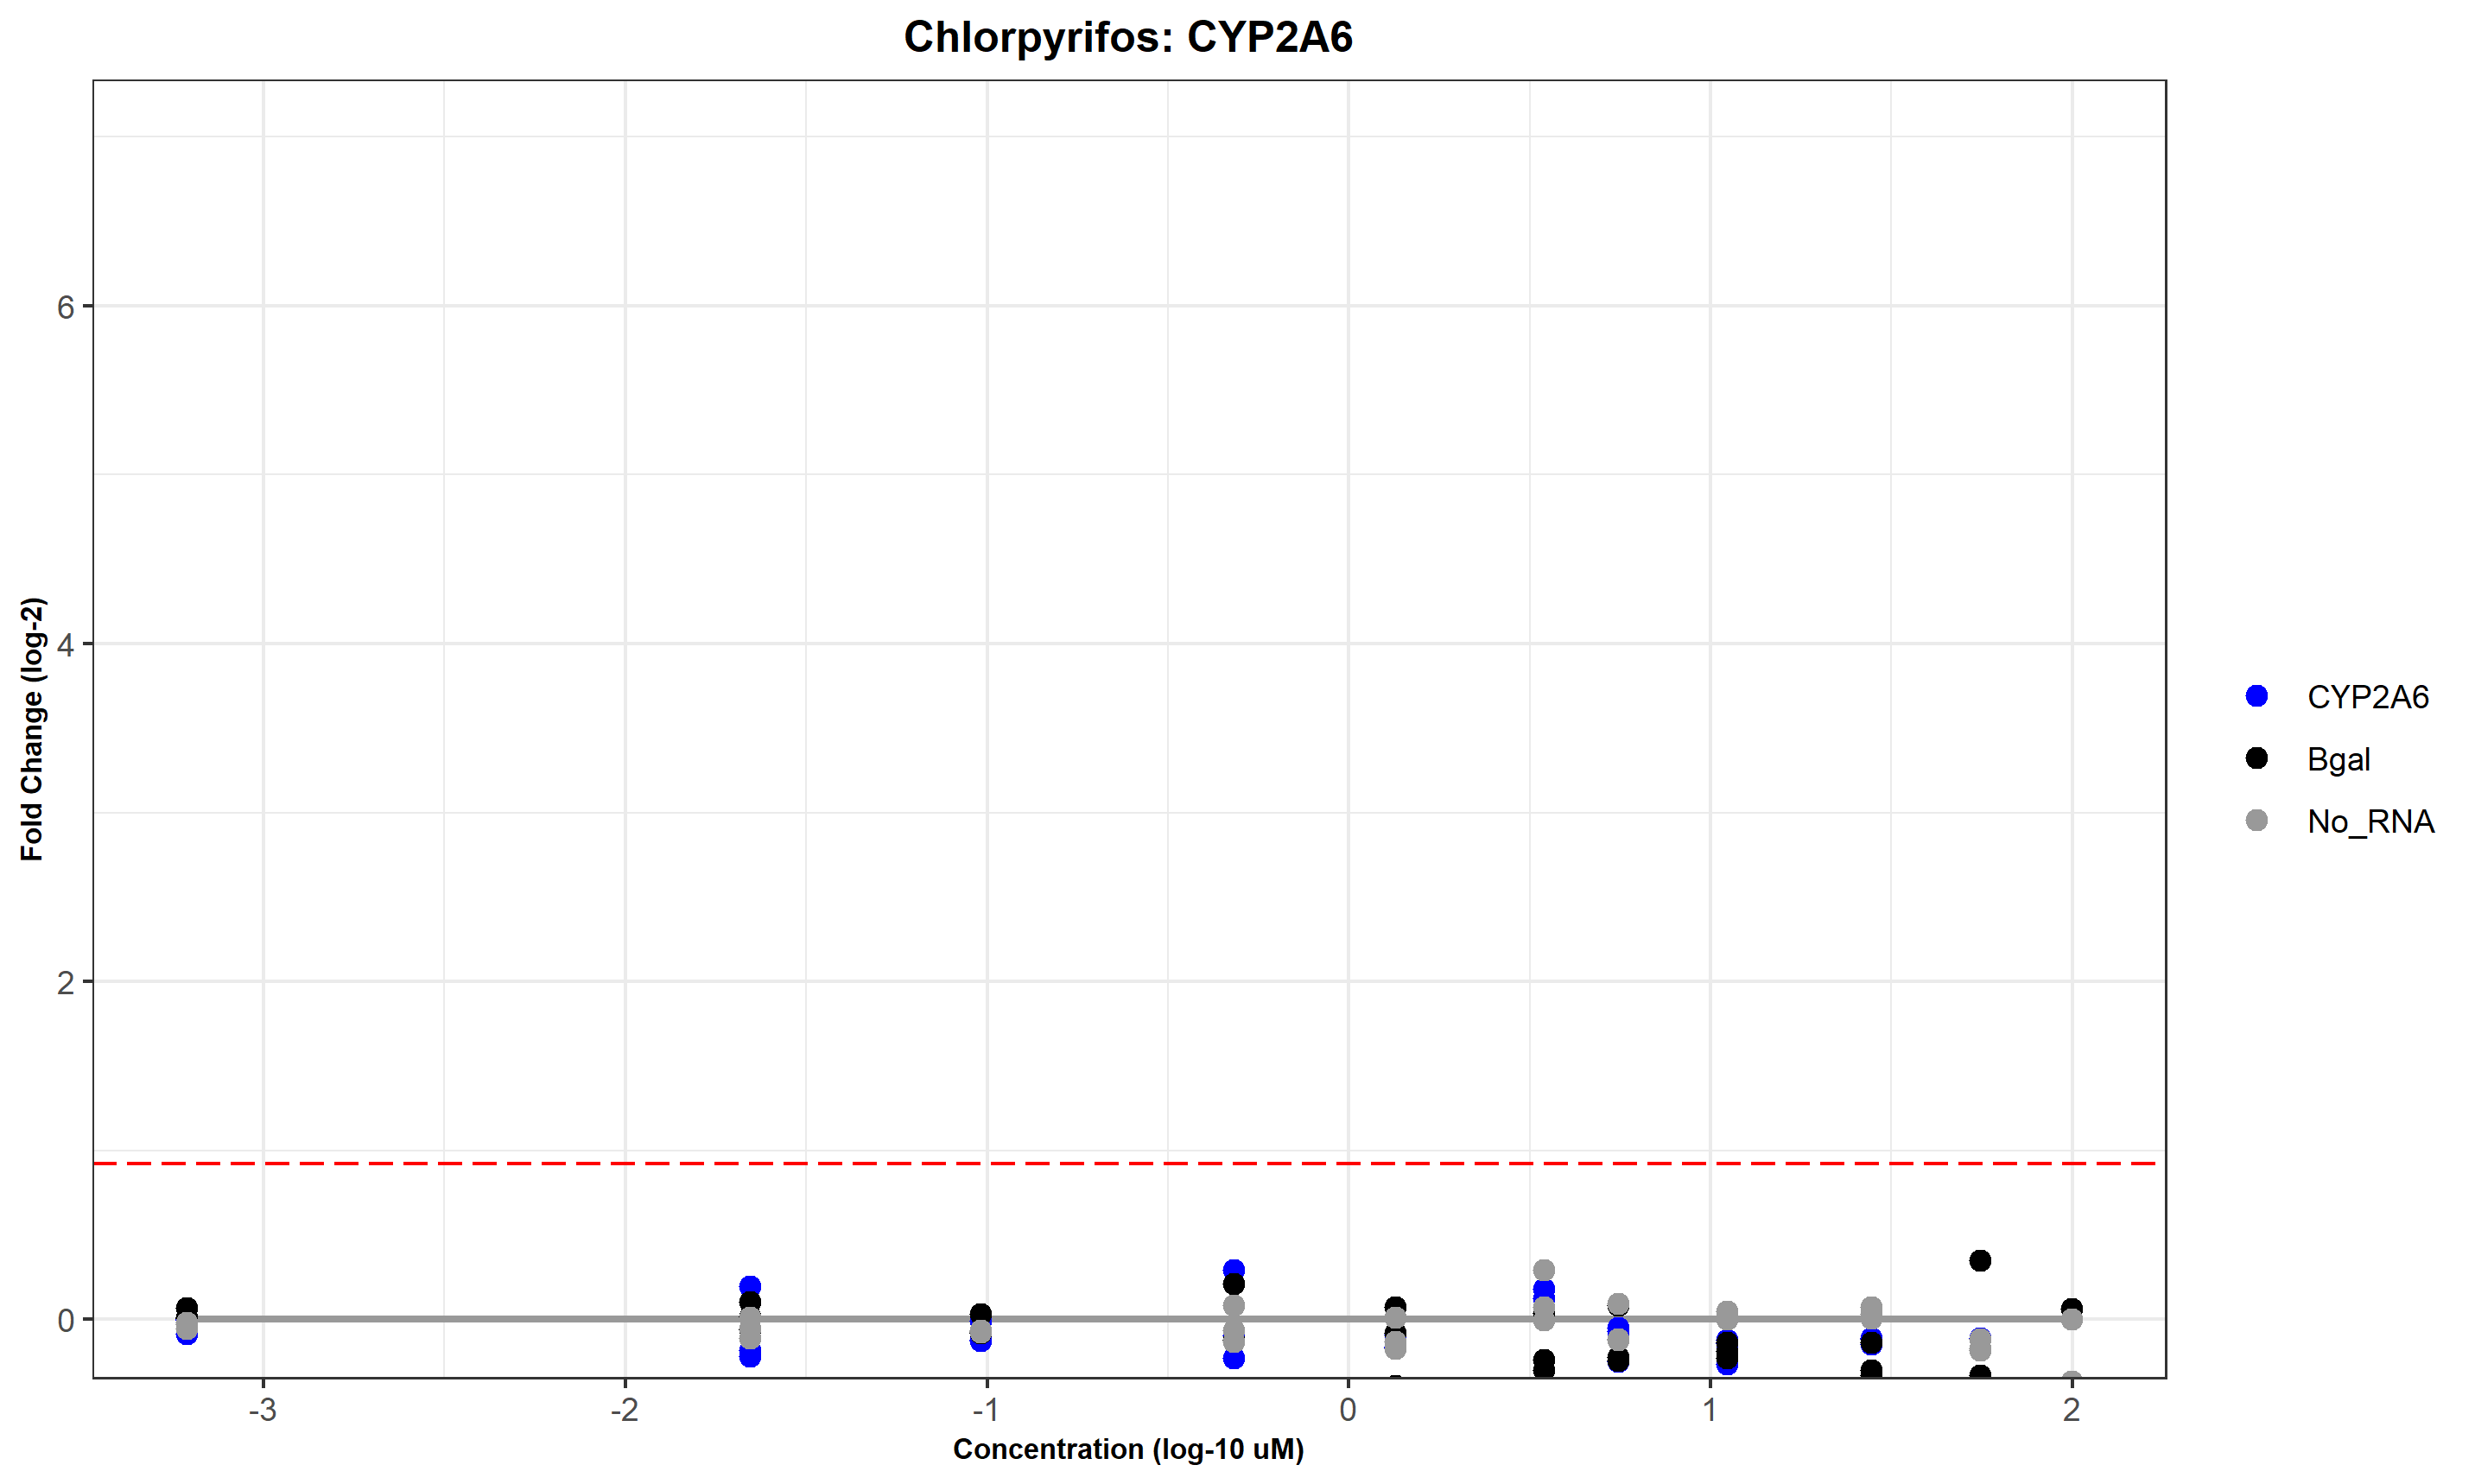 Chlorpyrifos: CYP2A6
Fold Change (log-2)
6
4
2
0
-3
-2
-1
0
1
2
Concentration (log-10 uM)
CYP2A6
Bgal
No_RNA